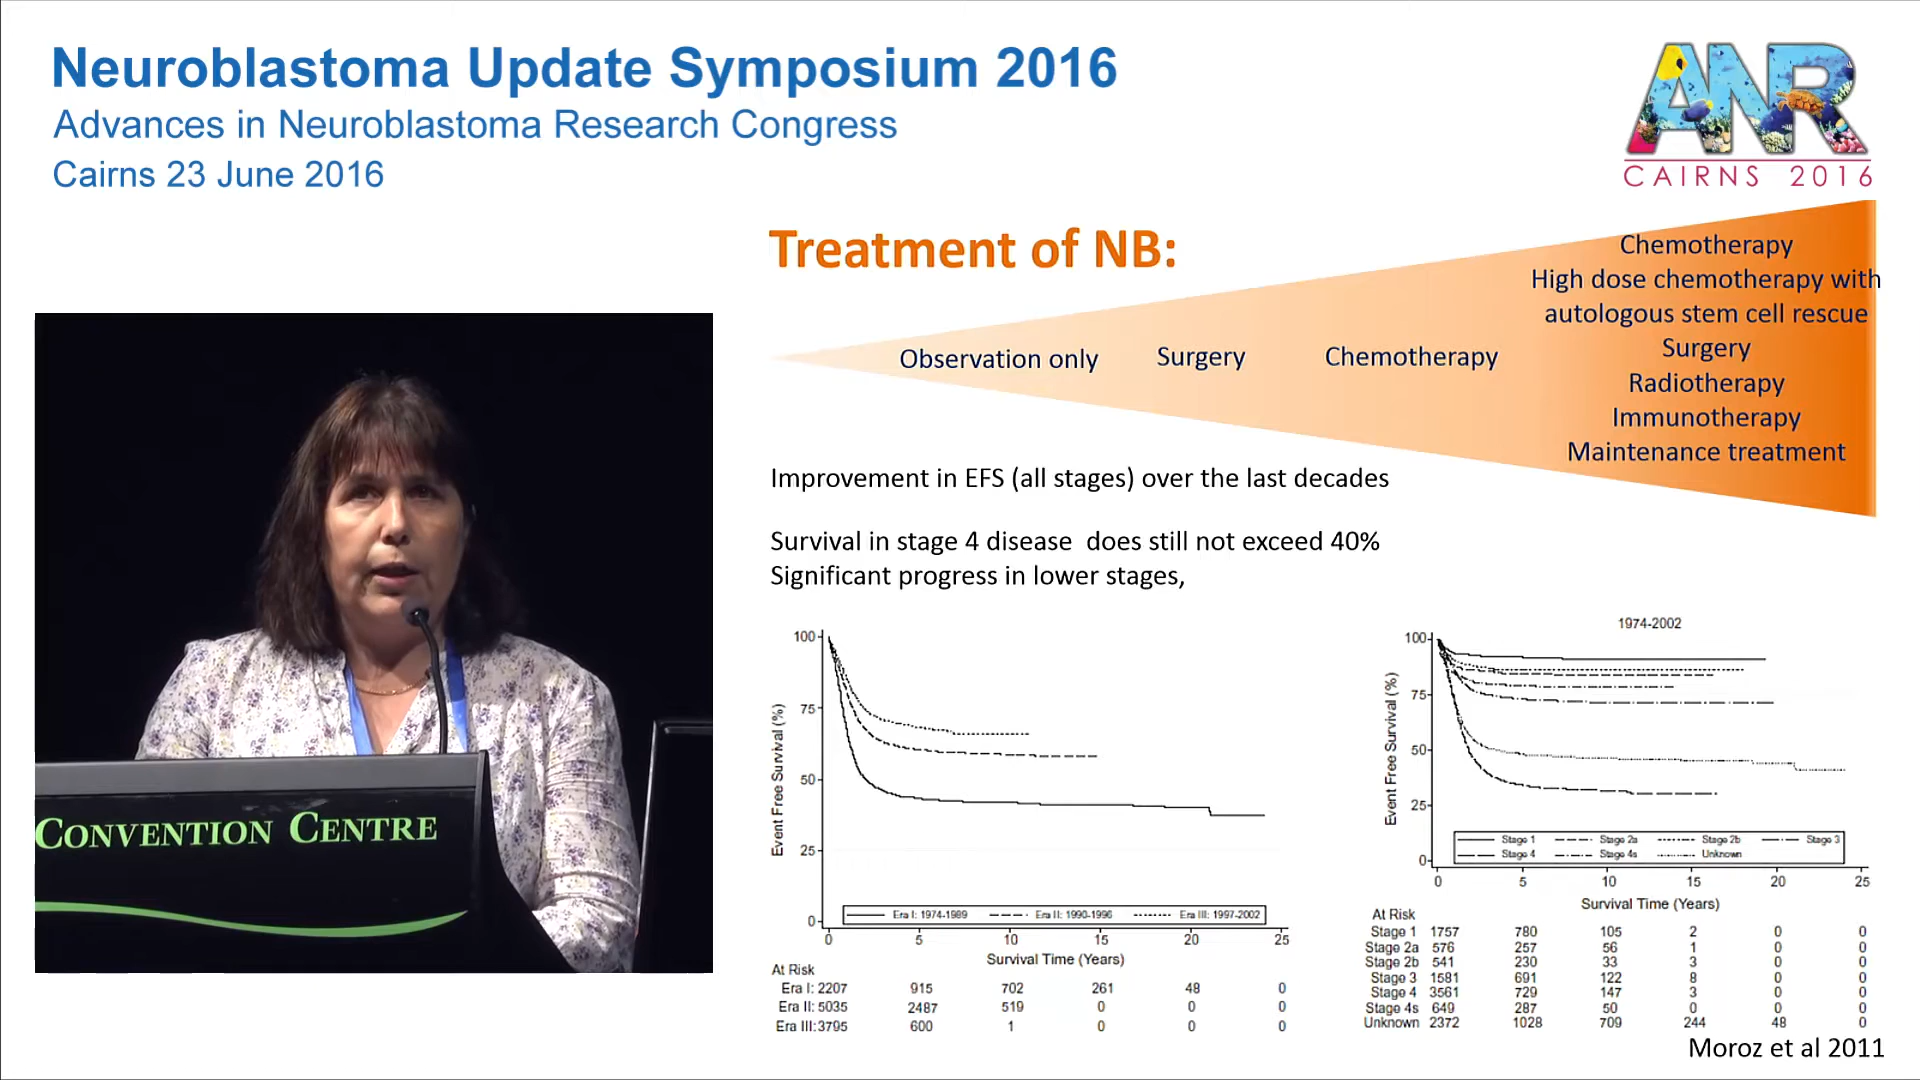 Neuroblastoma Update Symposium 2016
Advances in Neuroblastoma Research Congress
Cairns 23 June 2016
ANR
CAIRNS 2016
Treatment of NB:
Observation only
Surgery
Chemotherapy
Chemotherapy
High dose chemotherapy with
autologous stem cell rescue
Surgery
Radiotherapy
Immunotherapy
Maintenance treatment
Improvement in EFS (all stages) over the last decades
Survival in stage 4 disease does still not exceed 40%
Significant progress in lower stages,
CONVENTION CENTRE
Event Free Survival (%)
100
75
50
25
0
Era I: 1974-1989 Era II: 1990-1996 Era III: 1997-2002
0 5 10 15 20 25
Survival Time (Years)
At Risk
Era I: 2207 915 702 261 48 0
Era II: 5035 2487 519 0 0 0
Era III: 3795 600 1 0 0 0
1974-2002
Event Free Survival (%)
100
75
50
25
0
Stage 1 Stage 2a Stage 2b Stage 3
Stage 4 Stage 4s Unknown
0 5 10 15 20 25
Survival Time (Years)
At Risk
Stage 1 1757 780 105 2 0 0
Stage 2a 576 257 56 1 0 0
Stage 2b 541 230 33 3 0 0
Stage 3 1581 691 122 8 0 0
Stage 4 3561 729 147 3 0 0
Stage 4s 649 287 50 0 0 0
Unknown 2372 1028 709 244 48 0
Moroz et al 2011